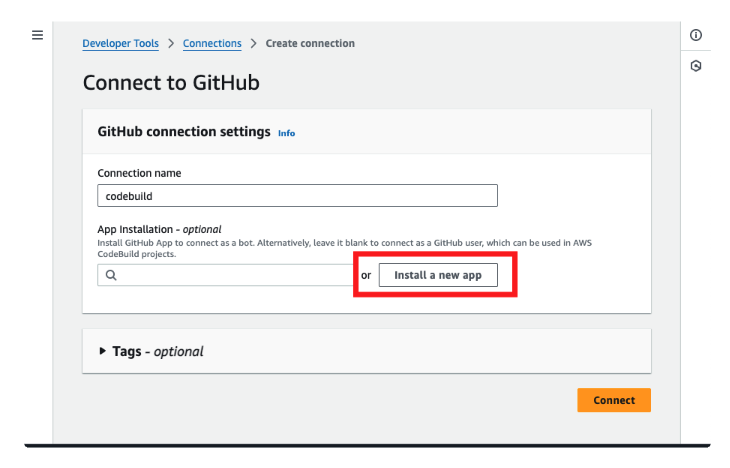 Developer Tools > Connections > Create connection
Connect to GitHub
GitHub connection settings Info
Connection name
codebuild
App Installation - optional
Install GitHub App to connect as a bot. Alternatively, leave it blank to connect as a GitHub user, which can be used in AWS
CodeBuild projects.
or Install a new app
Tags - optional
Connect